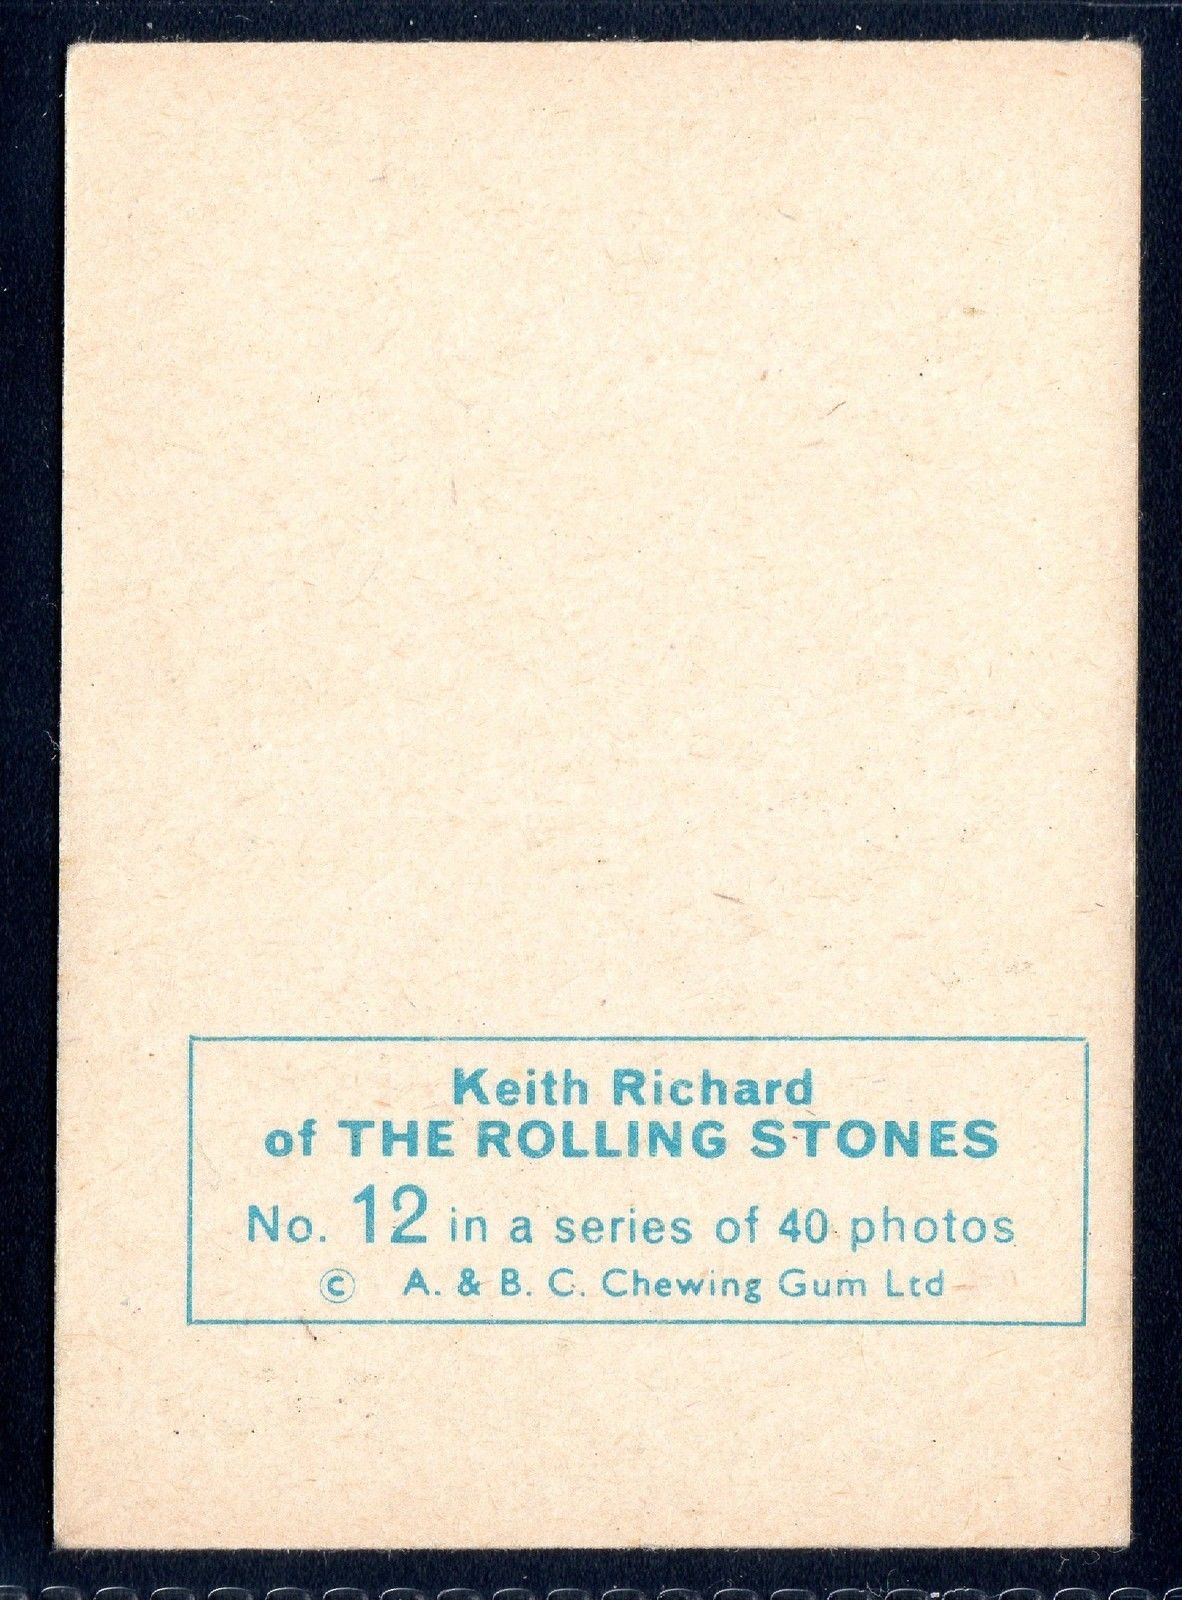 Keith Richard
of THE ROLLING STONES
No. 12 in a series of 40 photos
© A. & B. C. Chewing Gum Ltd